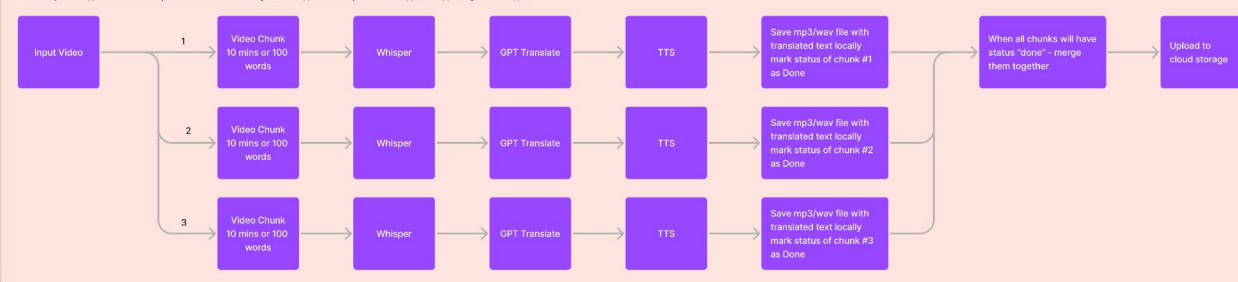 Input Video
1
Video Chunk
10 mins or 100
words
Whisper
GPT Translate
TTS
Save mp3/wav file with
translated text locally
mark status of chunk #1
as Done
When all chunks will have
status "done" - merge
them together
Upload to
cloud storage
2
Video Chunk
10 mins or 100
words
Whisper
GPT Translate
TTS
Save mp3/wav file with
translated text locally
mark status of chunk #2
as Done
3
Video Chunk
10 mins or 100
words
Whisper
GPT Translate
TTS
Save mp3/wav file with
translated text locally
mark status of chunk #3
as Done